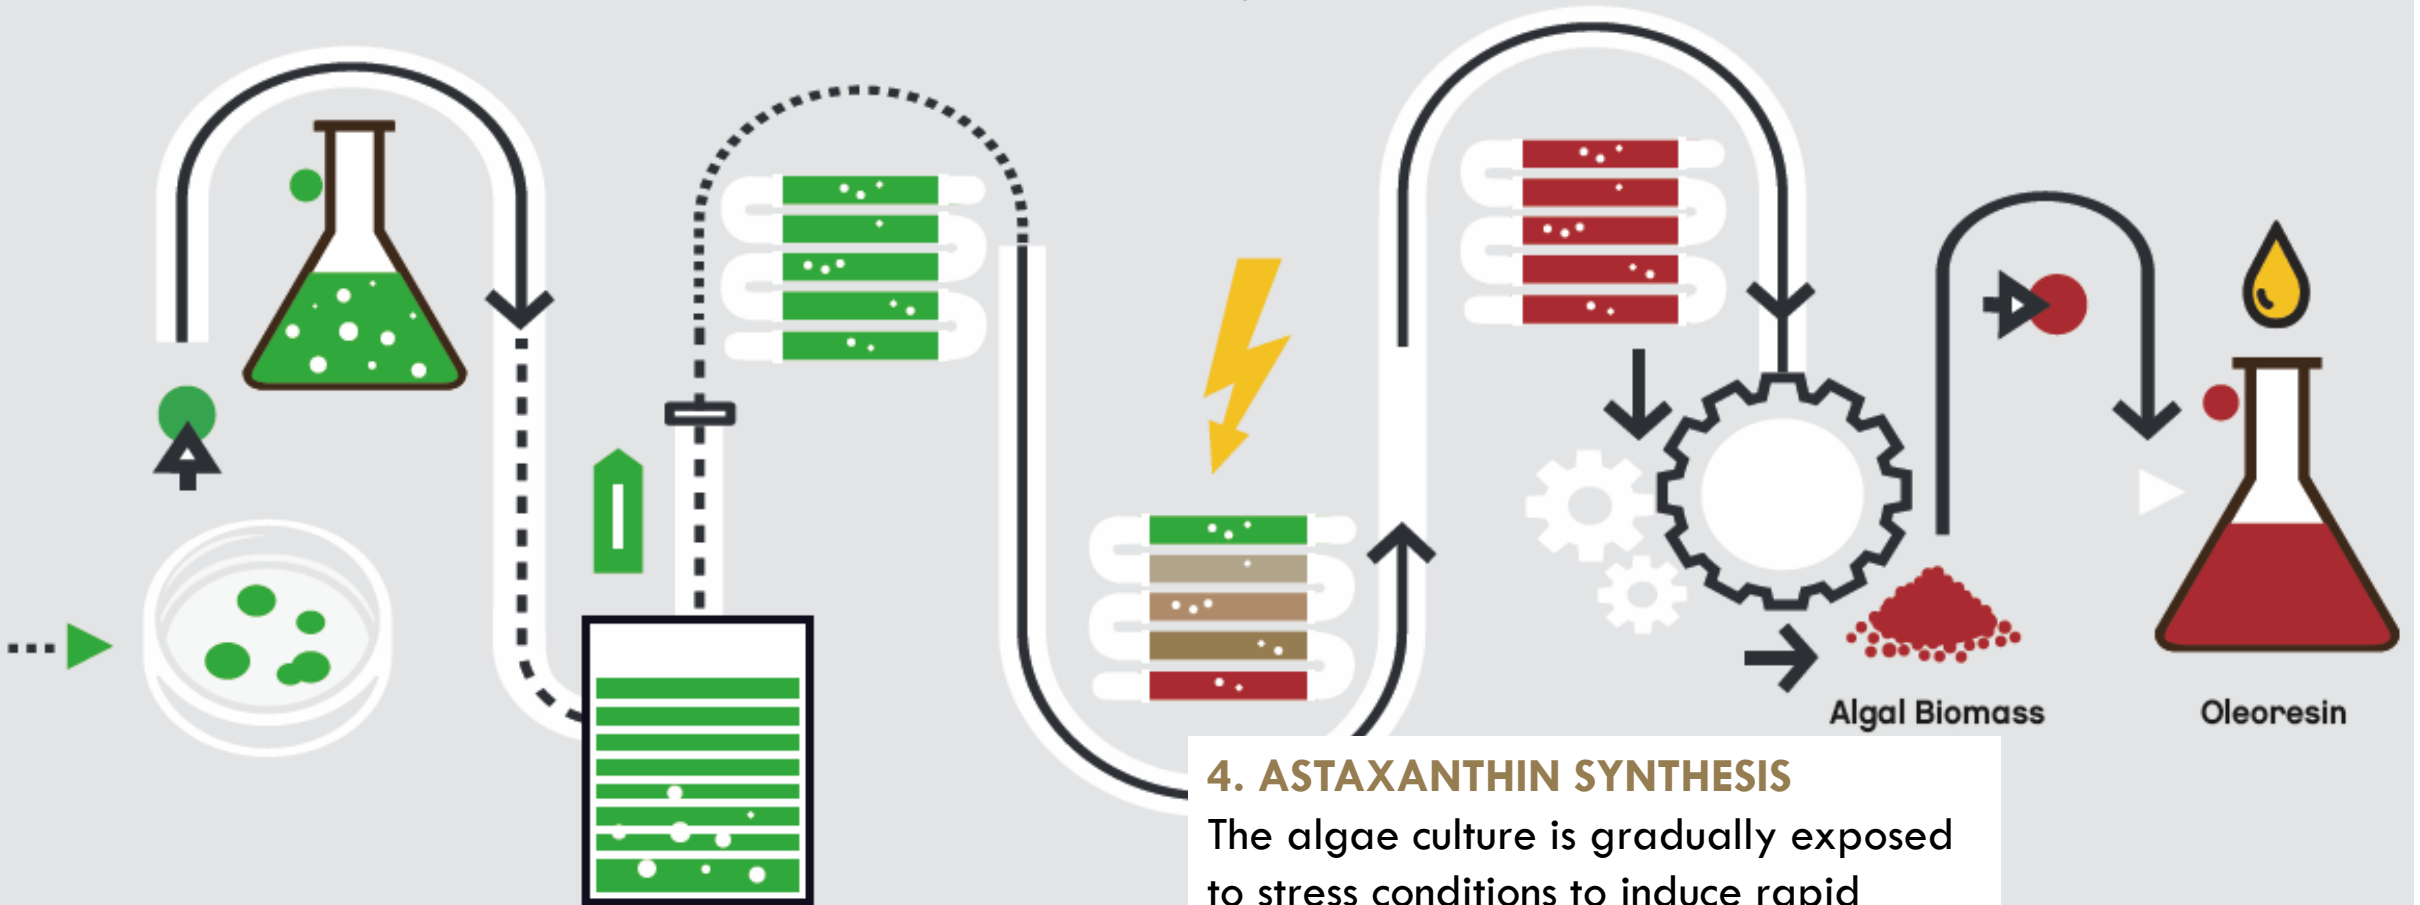 Algal Biomass
Oleoresin
4. ASTAXANTHIN SYNTHESIS
The algae culture is gradually exposed
to stress conditions to induce rapid